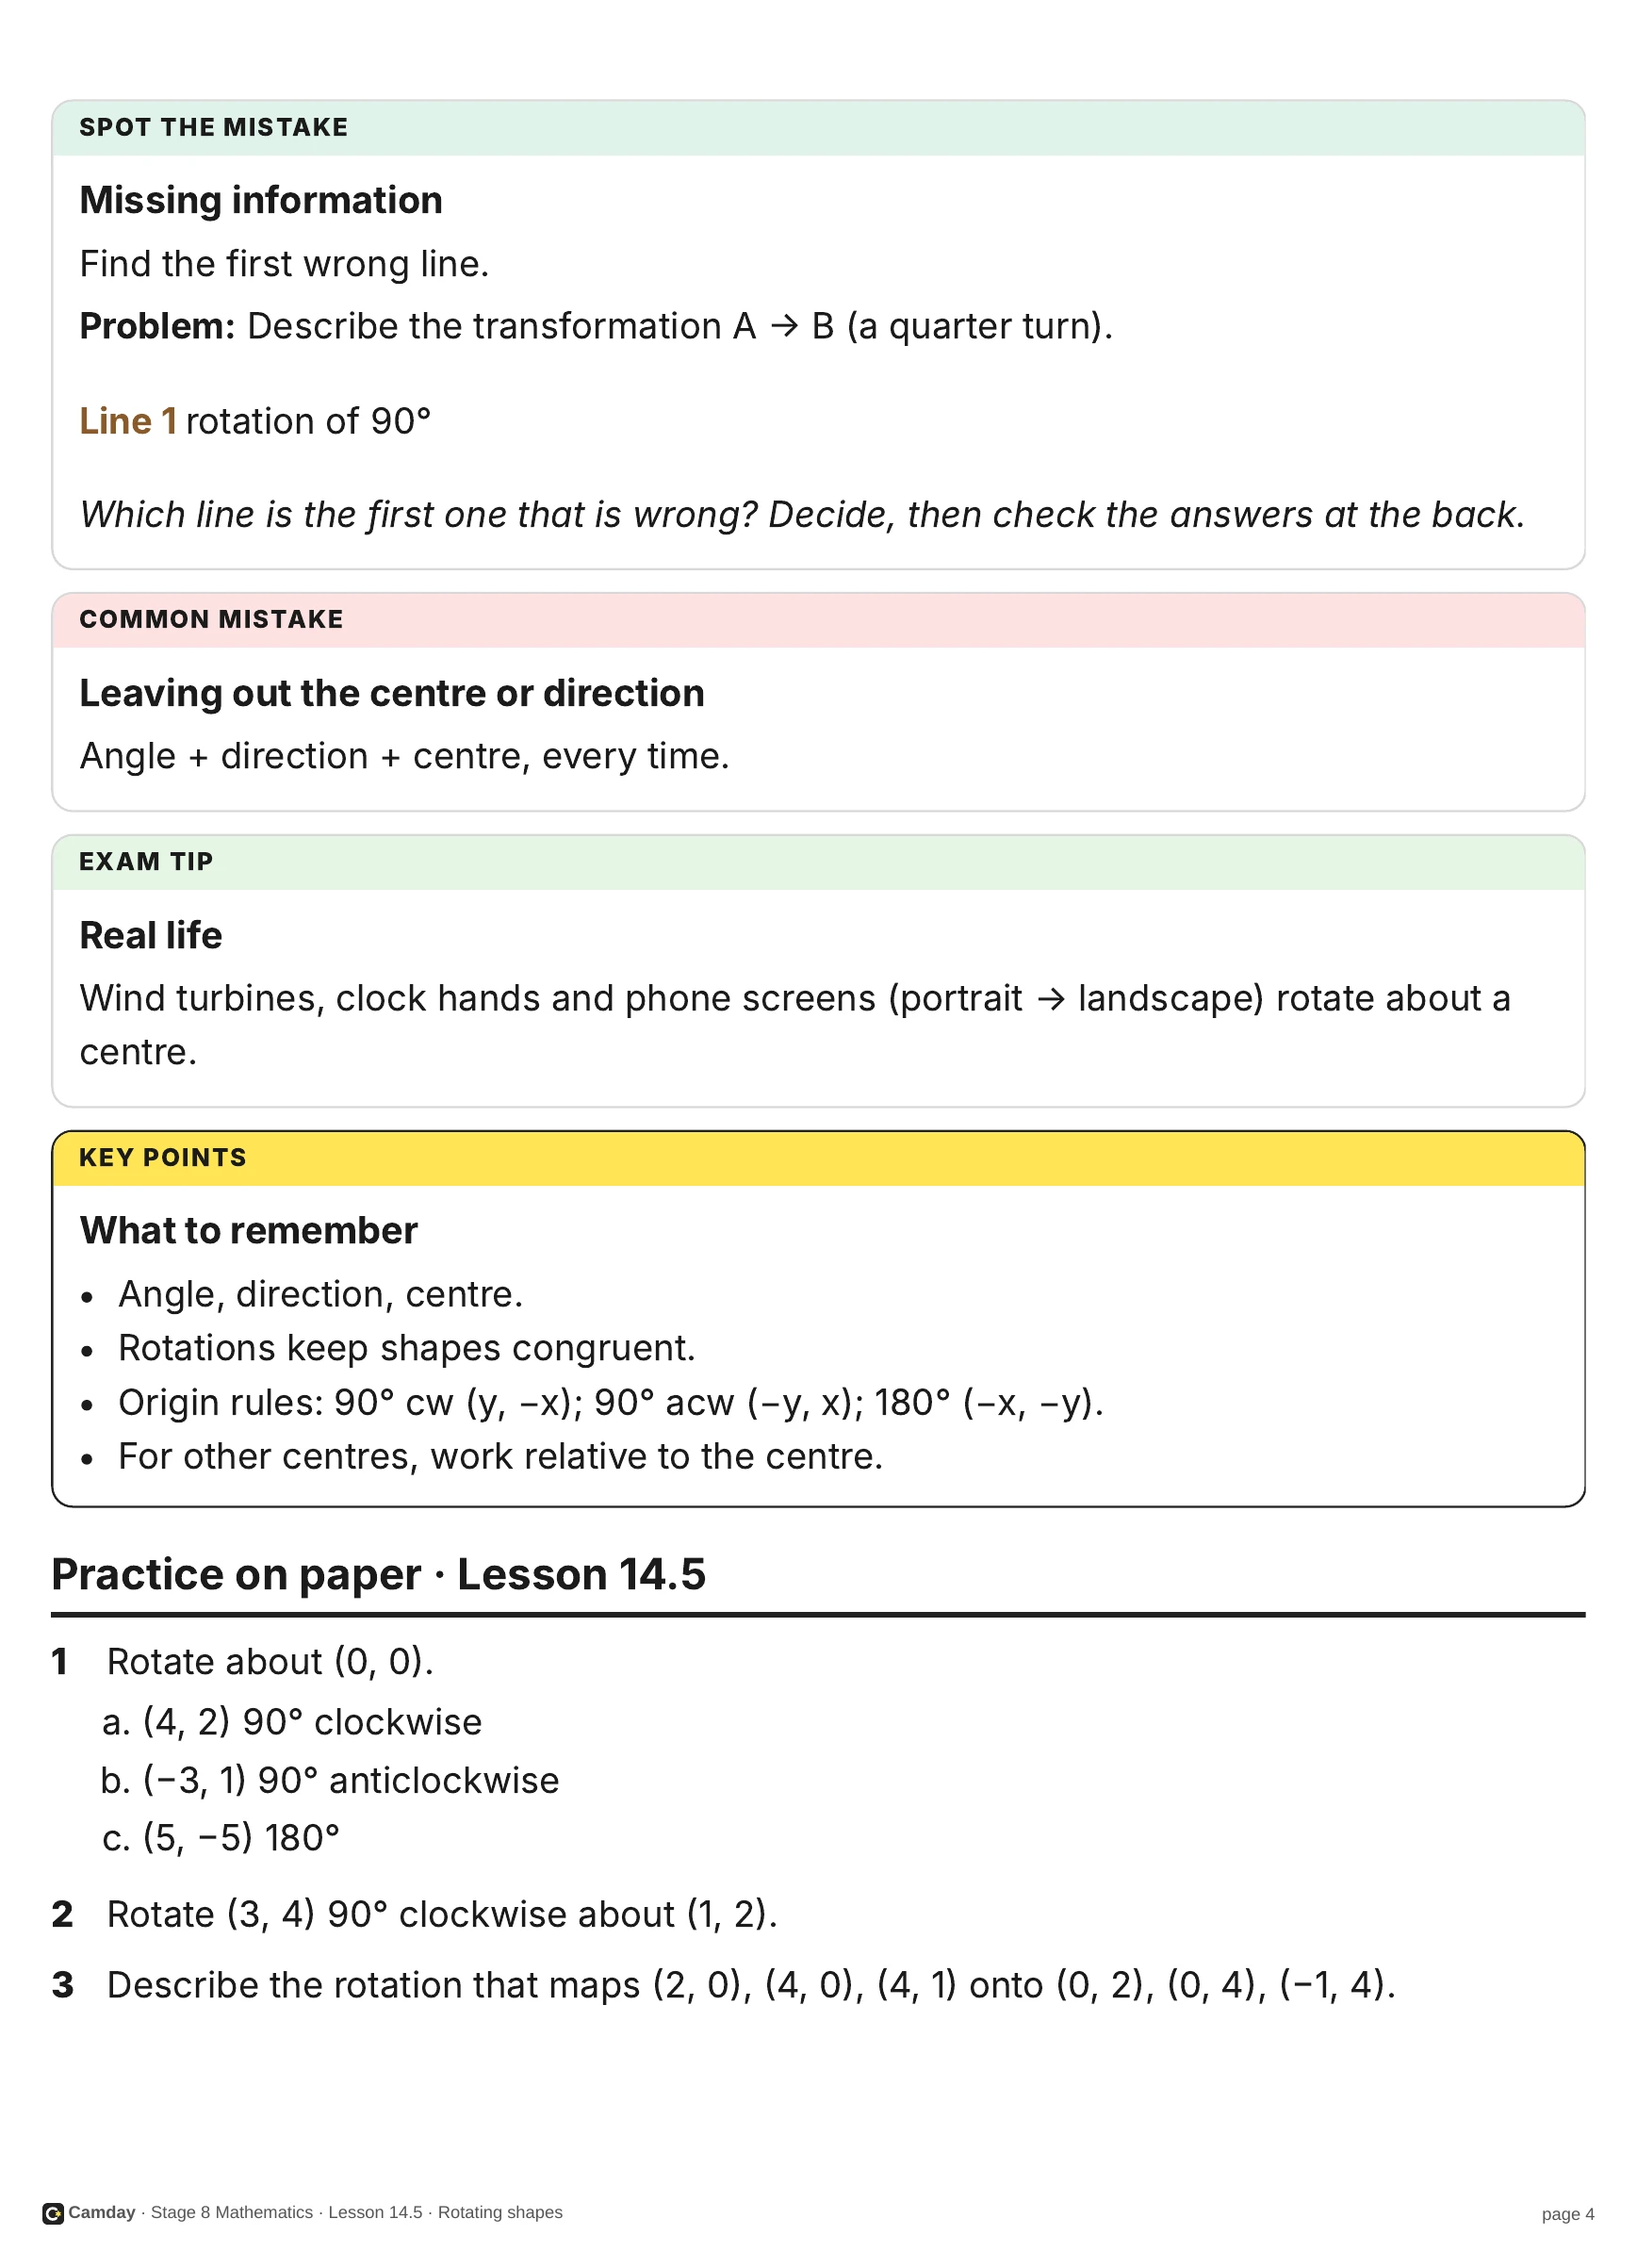 SPOT THE MISTAKE
Missing information
Find the first wrong line.
Problem: Describe the transformation A → B (a quarter turn).
Line 1 rotation of 90°
Which line is the first one that is wrong? Decide, then check the answers at the back.
COMMON MISTAKE
Leaving out the centre or direction
Angle + direction + centre, every time.
EXAM TIP
Real life
Wind turbines, clock hands and phone screens (portrait → landscape) rotate about a
centre.
KEY POINTS
What to remember
• Angle, direction, centre.
• Rotations keep shapes congruent.
• Origin rules: 90° cw (y, −x); 90° acw (−y, x); 180° (−x, −y).
• For other centres, work relative to the centre.
Practice on paper · Lesson 14.5
1 Rotate about (0, 0).
a. (4, 2) 90° clockwise
b. (−3, 1) 90° anticlockwise
c. (5, −5) 180°
2 Rotate (3, 4) 90° clockwise about (1, 2).
3 Describe the rotation that maps (2, 0), (4, 0), (4, 1) onto (0, 2), (0, 4), (−1, 4).
Camday · Stage 8 Mathematics · Lesson 14.5 · Rotating shapes
page 4